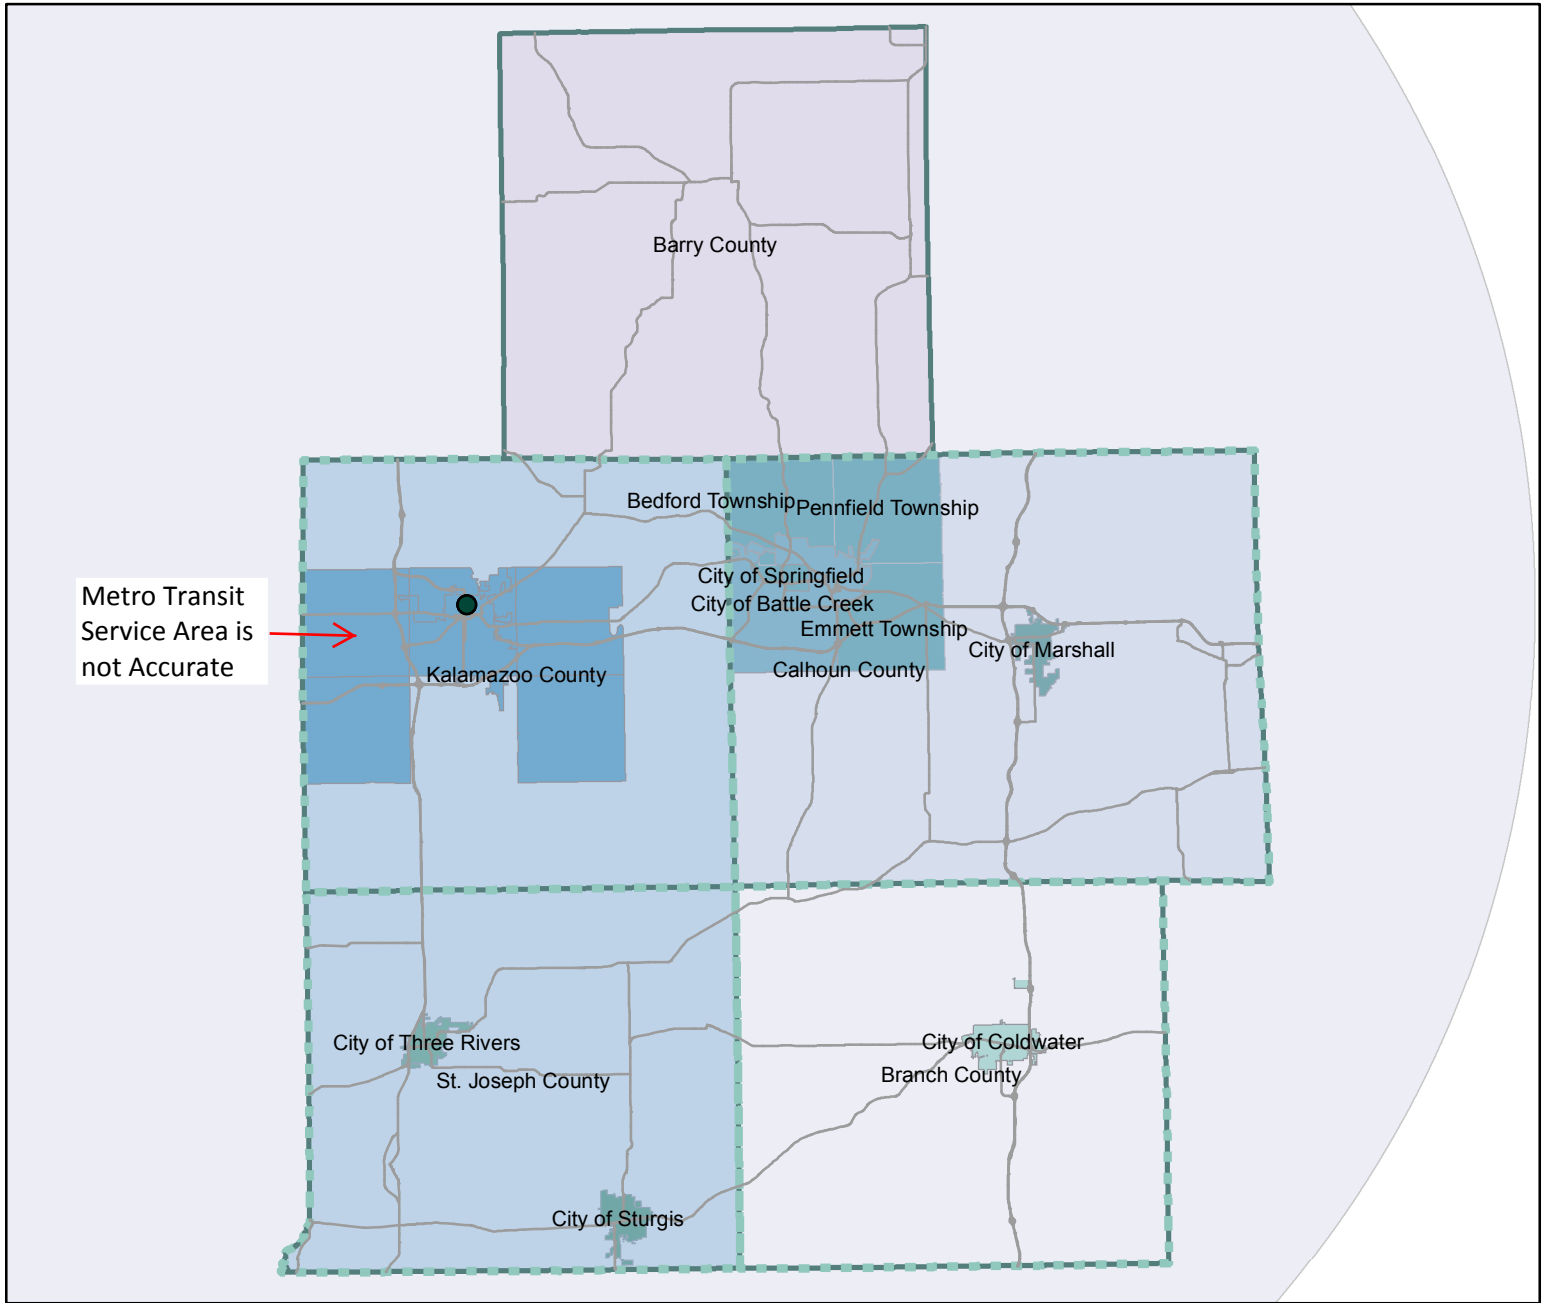 Barry County
Bedford Township
Pennfield Township
City of Springfield
Metro Transit
Service Area is
not Accurate
City of Battle Creek
Emmett Township
City of Marshall
Calhoun County
Kalamazoo County
City of Three Rivers
City of Coldwater
Branch County
St. Joseph County
City of Sturgis